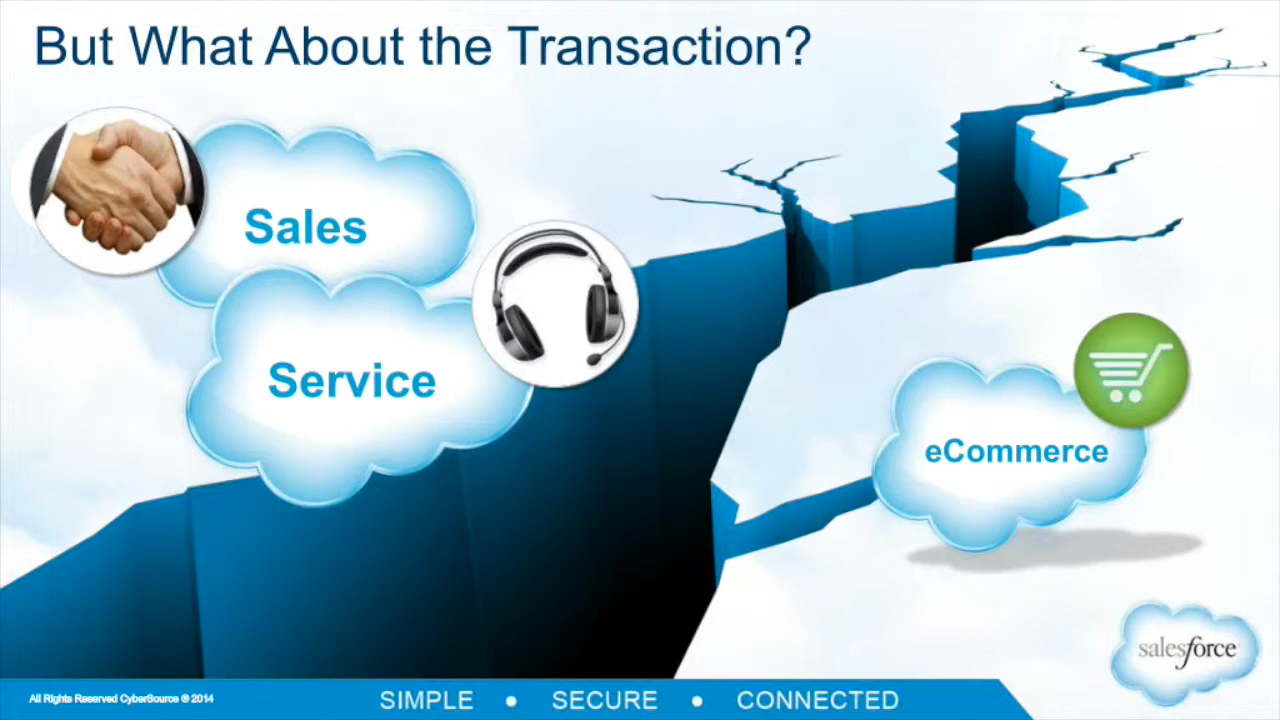 But What About the Transaction?
Sales
Service
eCommerce
salesforce
All Rights Reserved CyberSource ® 2014
SIMPLE • SECURE • CONNECTED